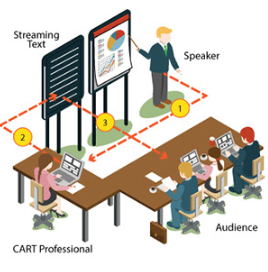 Streaming
Text
Speaker
1
3
2
Audience
CART Professional